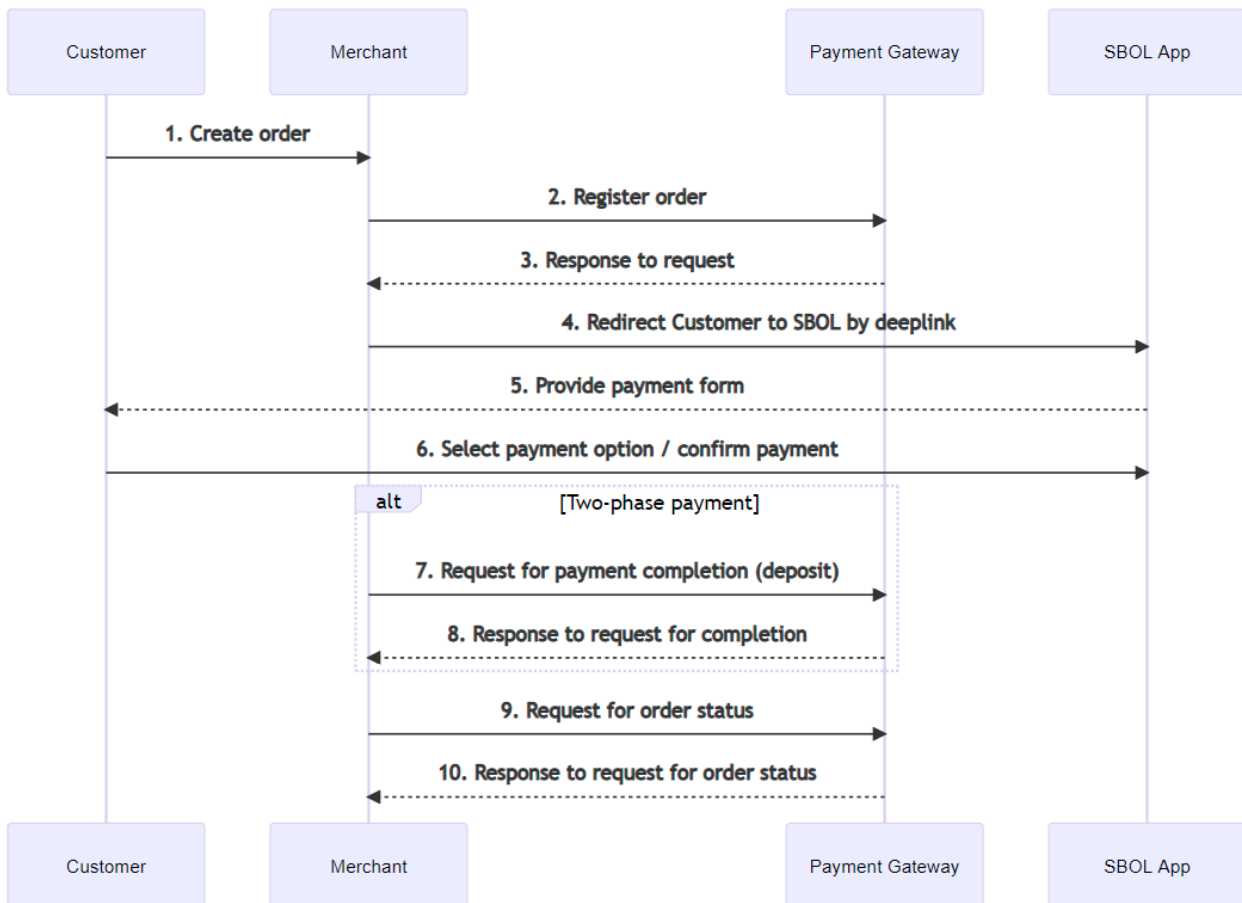 Customer
Merchant
Payment Gateway
SBOL App
1. Create order
2. Register order
3. Response to request
4. Redirect Customer to SBOL by deeplink
5. Provide payment form
6. Select payment option / confirm payment
alt
[Two-phase payment]
7. Request for payment completion (deposit)
8. Response to request for completion
9. Request for order status
10. Response to request for order status
Customer
Merchant
Payment Gateway
SBOL App